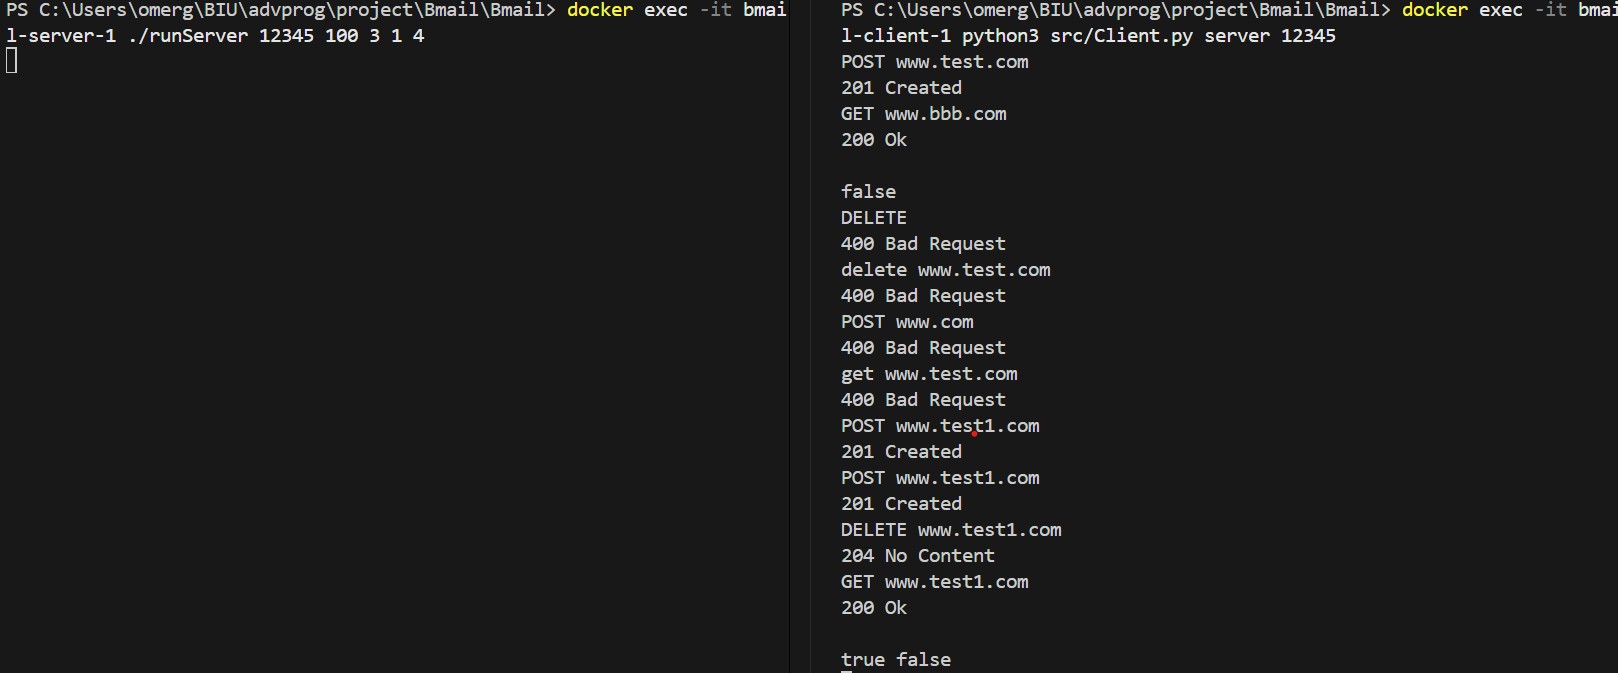 PS C:\Users\omerg\BIU\advprog\project\Bmail\Bmail> docker exec -it bmai
l-server-1 ./runServer 12345 100 3 1 4
PS C:\Users\omerg\BIU\advprog\project\Bmail\Bmail> docker exec -it bmai
l-client-1 python3 src/Client.py server 12345
POST www.test.com
201 Created
GET www.bbb.com
200 Ok

false
DELETE
400 Bad Request
delete www.test.com
400 Bad Request
POST www.com
400 Bad Request
get www.test.com
400 Bad Request
POST www.test1.com
201 Created
POST www.test1.com
201 Created
DELETE www.test1.com
204 No Content
GET www.test1.com
200 Ok

true false